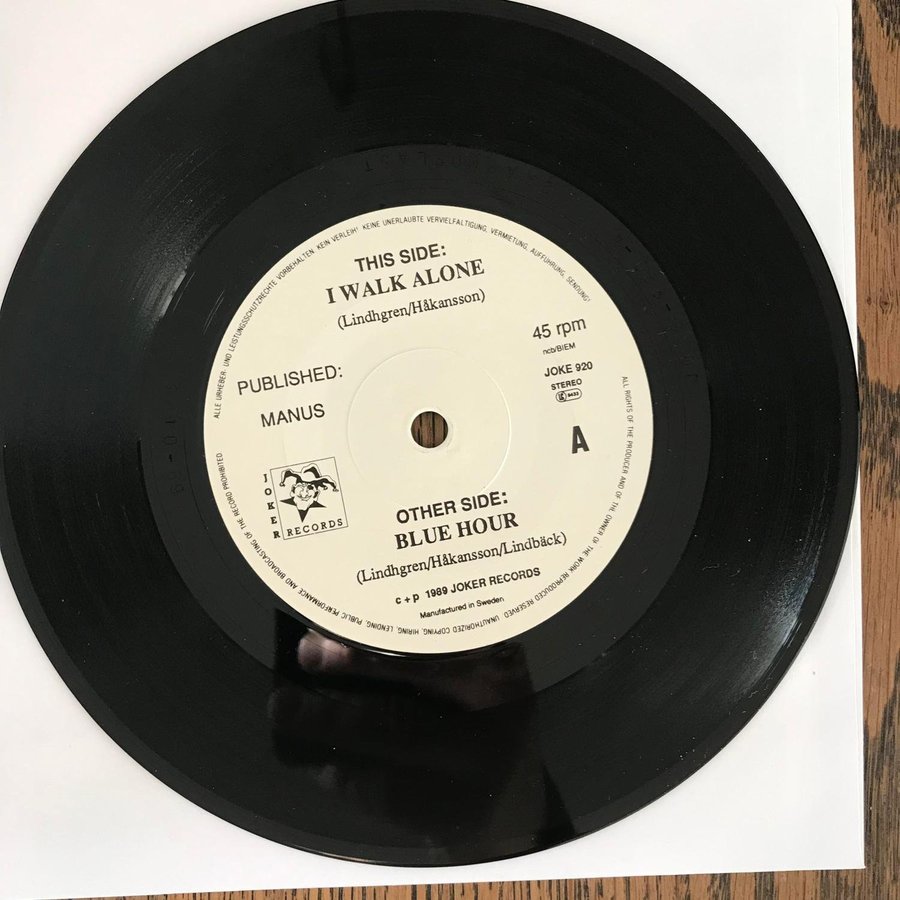 ALLE URHEBER- UND LEISTUNGSSCHUTZRECHTE VORBEHALTEN. KEIN VERLEIH! KEINE UNERLAUBTE VERVIELFÄLTIGUNG, VERMIETUNG, AUFFÜHRUNG, SENDUNG!
THIS SIDE:
I WALK ALONE
(Lindhgren/Håkansson)
45 rpm
ncb/BIEM
PUBLISHED:
MANUS
JOKE 920
STEREO
A
JOKER
RECORDS
OTHER SIDE:
BLUE HOUR
(Lindhgren/Håkansson/Lindbäck)
c + p 1989 JOKER RECORDS
Manufactured in Sweden
ALL RIGHTS OF THE PRODUCER AND OF THE OWNER OF THE WORK REPRODUCED RESERVED. UNAUTHORIZED COPYING, HIRING, LENDING, PUBLIC PERFORMANCE AND BROADCASTING OF THE RECORD PROHIBITED.